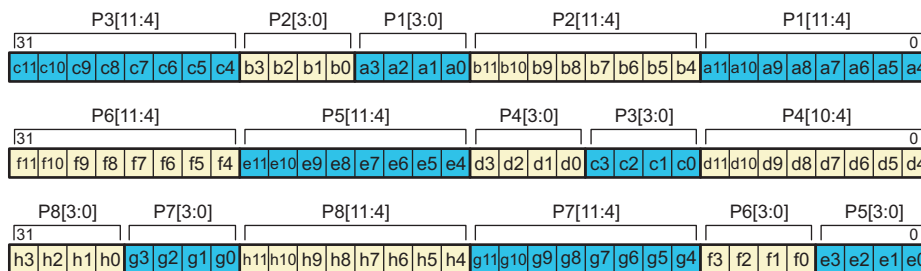 P3[11:4] P2[3:0] P1[3:0] P2[11:4] P1[11:4]
31 0
c11 c10 c9 c8 c7 c6 c5 c4 b3 b2 b1 b0 a3 a2 a1 a0 b11 b10 b9 b8 b7 b6 b5 b4 a11 a10 a9 a8 a7 a6 a5 a4
P6[11:4] P5[11:4] P4[3:0] P3[3:0] P4[10:4]
31 0
f11 f10 f9 f8 f7 f6 f5 f4 e11 e10 e9 e8 e7 e6 e5 e4 d3 d2 d1 d0 c3 c2 c1 c0 d11 d10 d9 d8 d7 d6 d5 d4
P8[3:0] P7[3:0] P8[11:4] P7[11:4] P6[3:0] P5[3:0]
31 0
h3 h2 h1 h0 g3 g2 g1 g0 h11 h10 h9 h8 h7 h6 h5 h4 g11 g10 g9 g8 g7 g6 g5 g4 f3 f2 f1 f0 e3 e2 e1